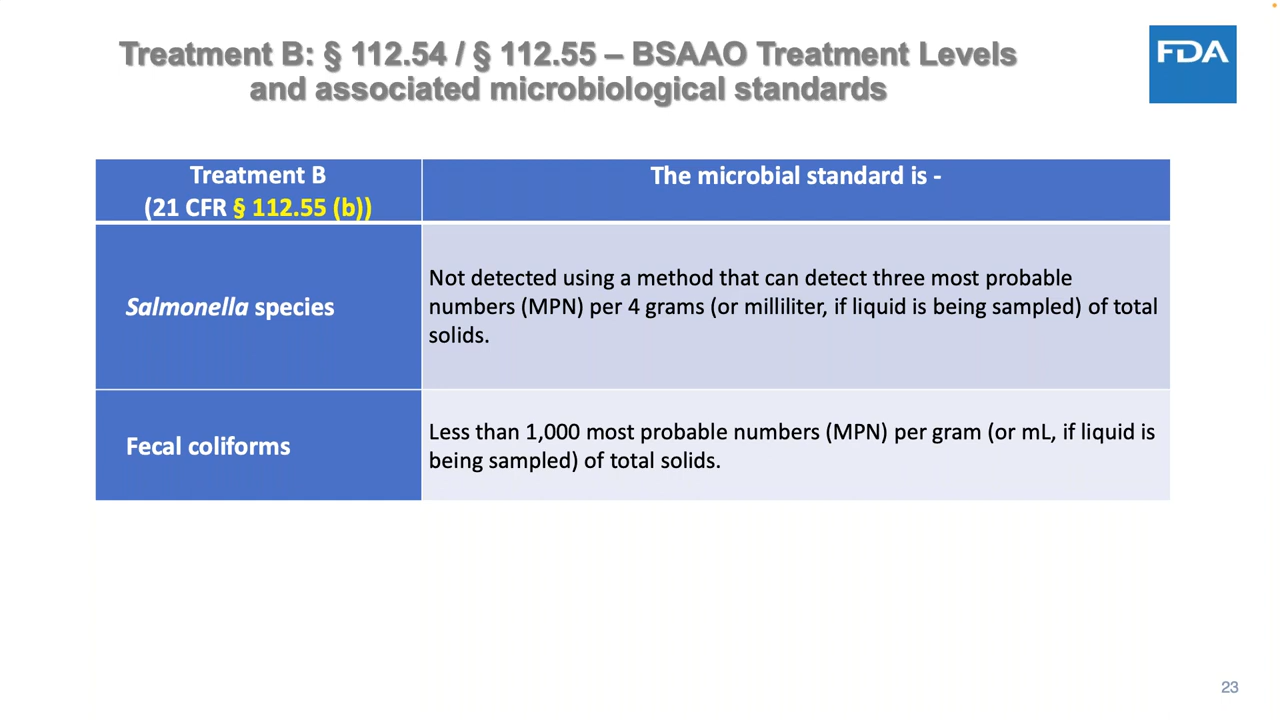 Treatment B: § 112.54 / § 112.55 – BSAAO Treatment Levels
and associated microbiological standards
FDA
Treatment B
(21 CFR § 112.55 (b))
The microbial standard is -
Salmonella species
Not detected using a method that can detect three most probable
numbers (MPN) per 4 grams (or milliliter, if liquid is being sampled) of total
solids.
Fecal coliforms
Less than 1,000 most probable numbers (MPN) per gram (or mL, if liquid is
being sampled) of total solids.
23